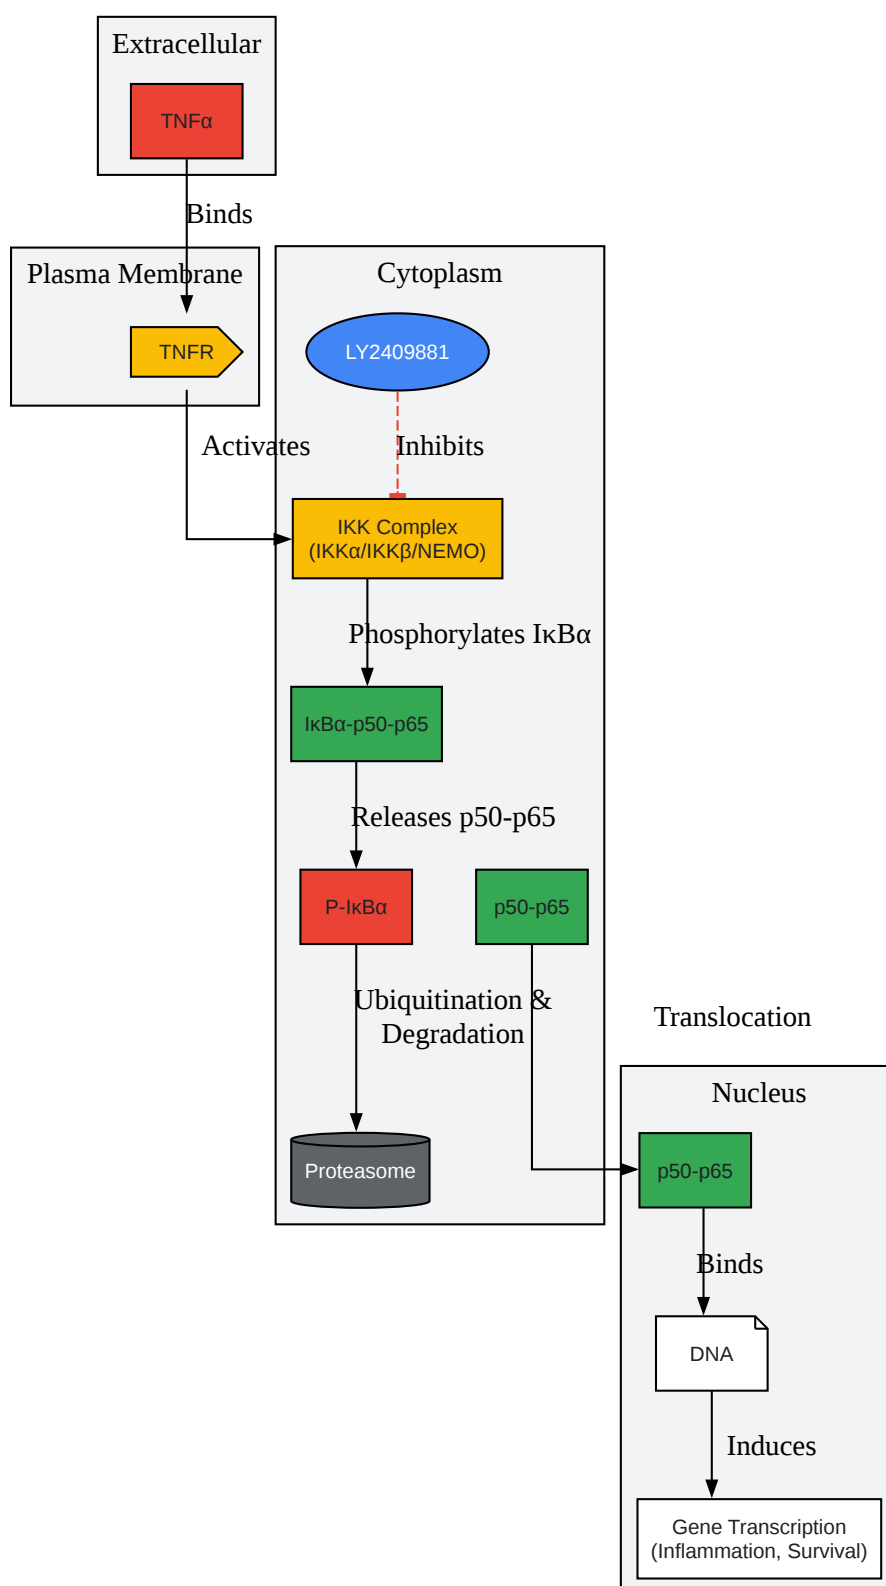 Extracellular
TNFα
Binds
Plasma Membrane
TNFR
Activates
Cytoplasm
LY2409881
Inhibits
IKK Complex
(IKKα/IKKβ/NEMO)
Phosphorylates IκBα
IκBα-p50-p65
Releases p50-p65
P-IκBα
p50-p65
Ubiquitination &
Degradation
Proteasome
Translocation
Nucleus
p50-p65
Binds
DNA
Induces
Gene Transcription
(Inflammation, Survival)